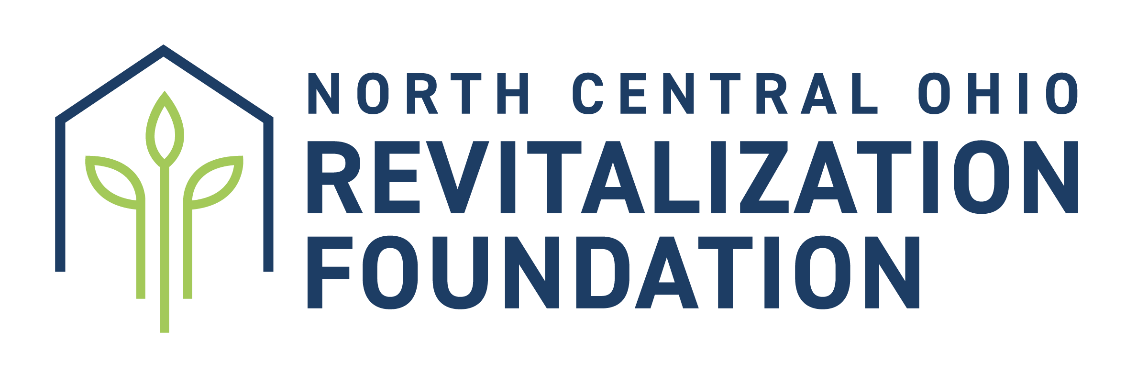 NORTH CENTRAL OHIO
REVITALIZATION
FOUNDATION